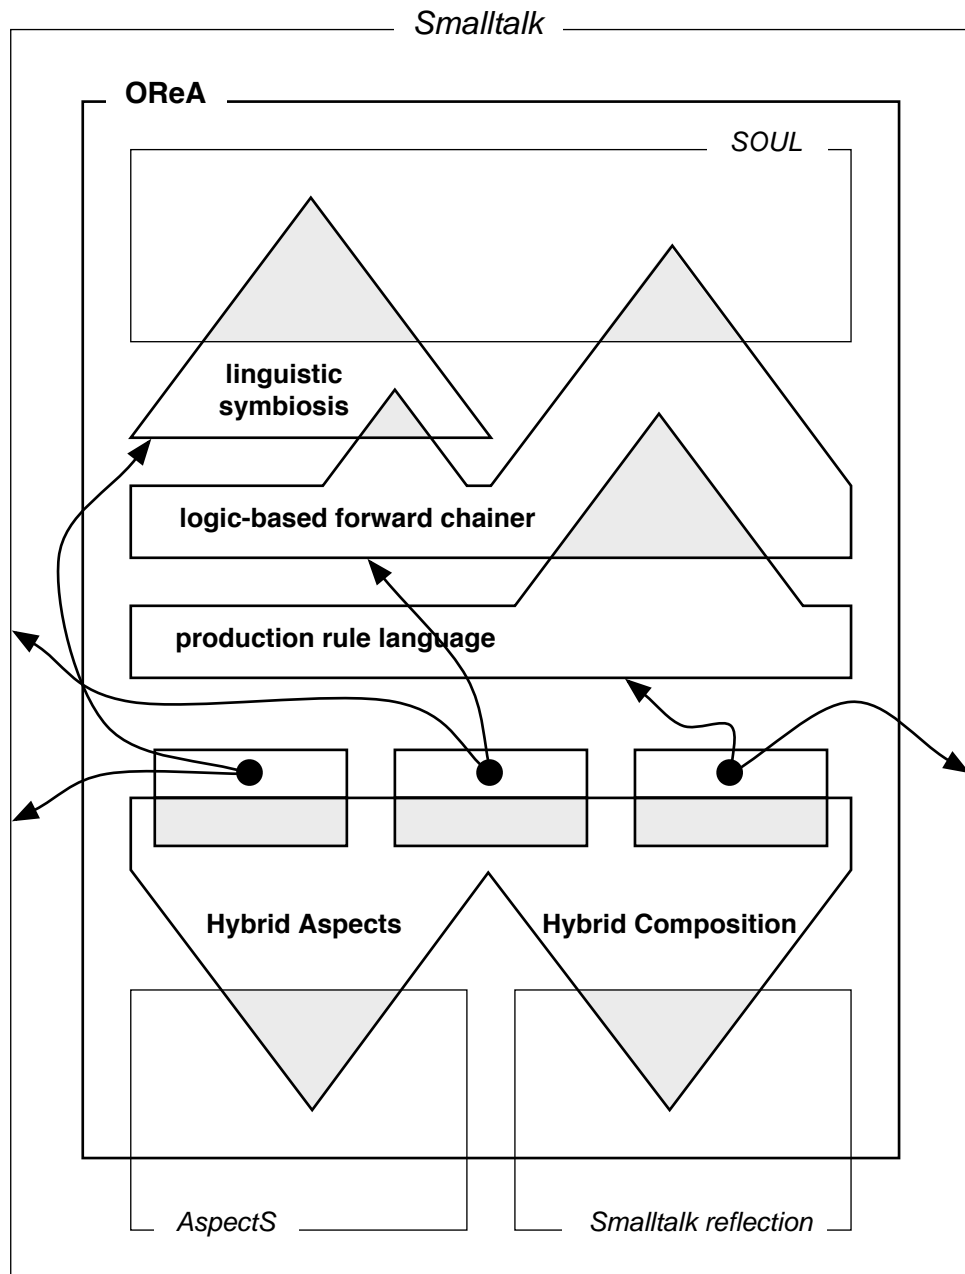 Smalltalk
OReA
SOUL
linguistic
symbiosis
logic-based forward chainer
production rule language
Hybrid Aspects
Hybrid Composition
AspectS
Smalltalk reflection